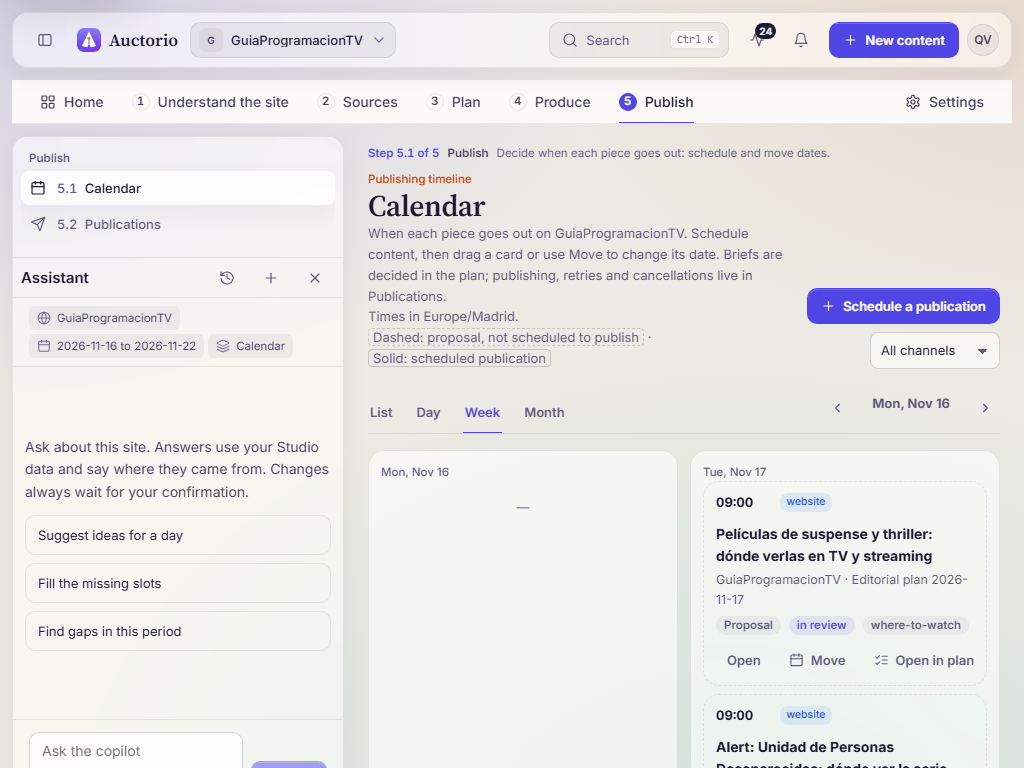 Auctorio
G GuiaProgramacionTV
Search Ctrl K
24
New content
QV
Home
1 Understand the site
2 Sources
3 Plan
4 Produce
5 Publish
Settings
Publish
5.1 Calendar
5.2 Publications
Assistant
GuiaProgramacionTV
2026-11-16 to 2026-11-22
Calendar
Ask about this site. Answers use your Studio
data and say where they came from. Changes
always wait for your confirmation.
Suggest ideas for a day
Fill the missing slots
Find gaps in this period
Ask the copilot
Step 5.1 of 5 Publish Decide when each piece goes out: schedule and move dates.
Publishing timeline
Calendar
When each piece goes out on GuiaProgramacionTV. Schedule
content, then drag a card or use Move to change its date. Briefs are
decided in the plan; publishing, retries and cancellations live in
Publications.
Times in Europe/Madrid.
Dashed: proposal, not scheduled to publish ·
Solid: scheduled publication
Schedule a publication
All channels
List Day Week Month
Mon, Nov 16
Mon, Nov 16
—
Tue, Nov 17
09:00 website
Películas de suspense y thriller:
dónde verlas en TV y streaming
GuiaProgramacionTV · Editorial plan 2026-
11-17
Proposal in review where-to-watch
Open Move Open in plan
09:00 website
Alert: Unidad de Personas
Desaparecidas: dónde ver la serie